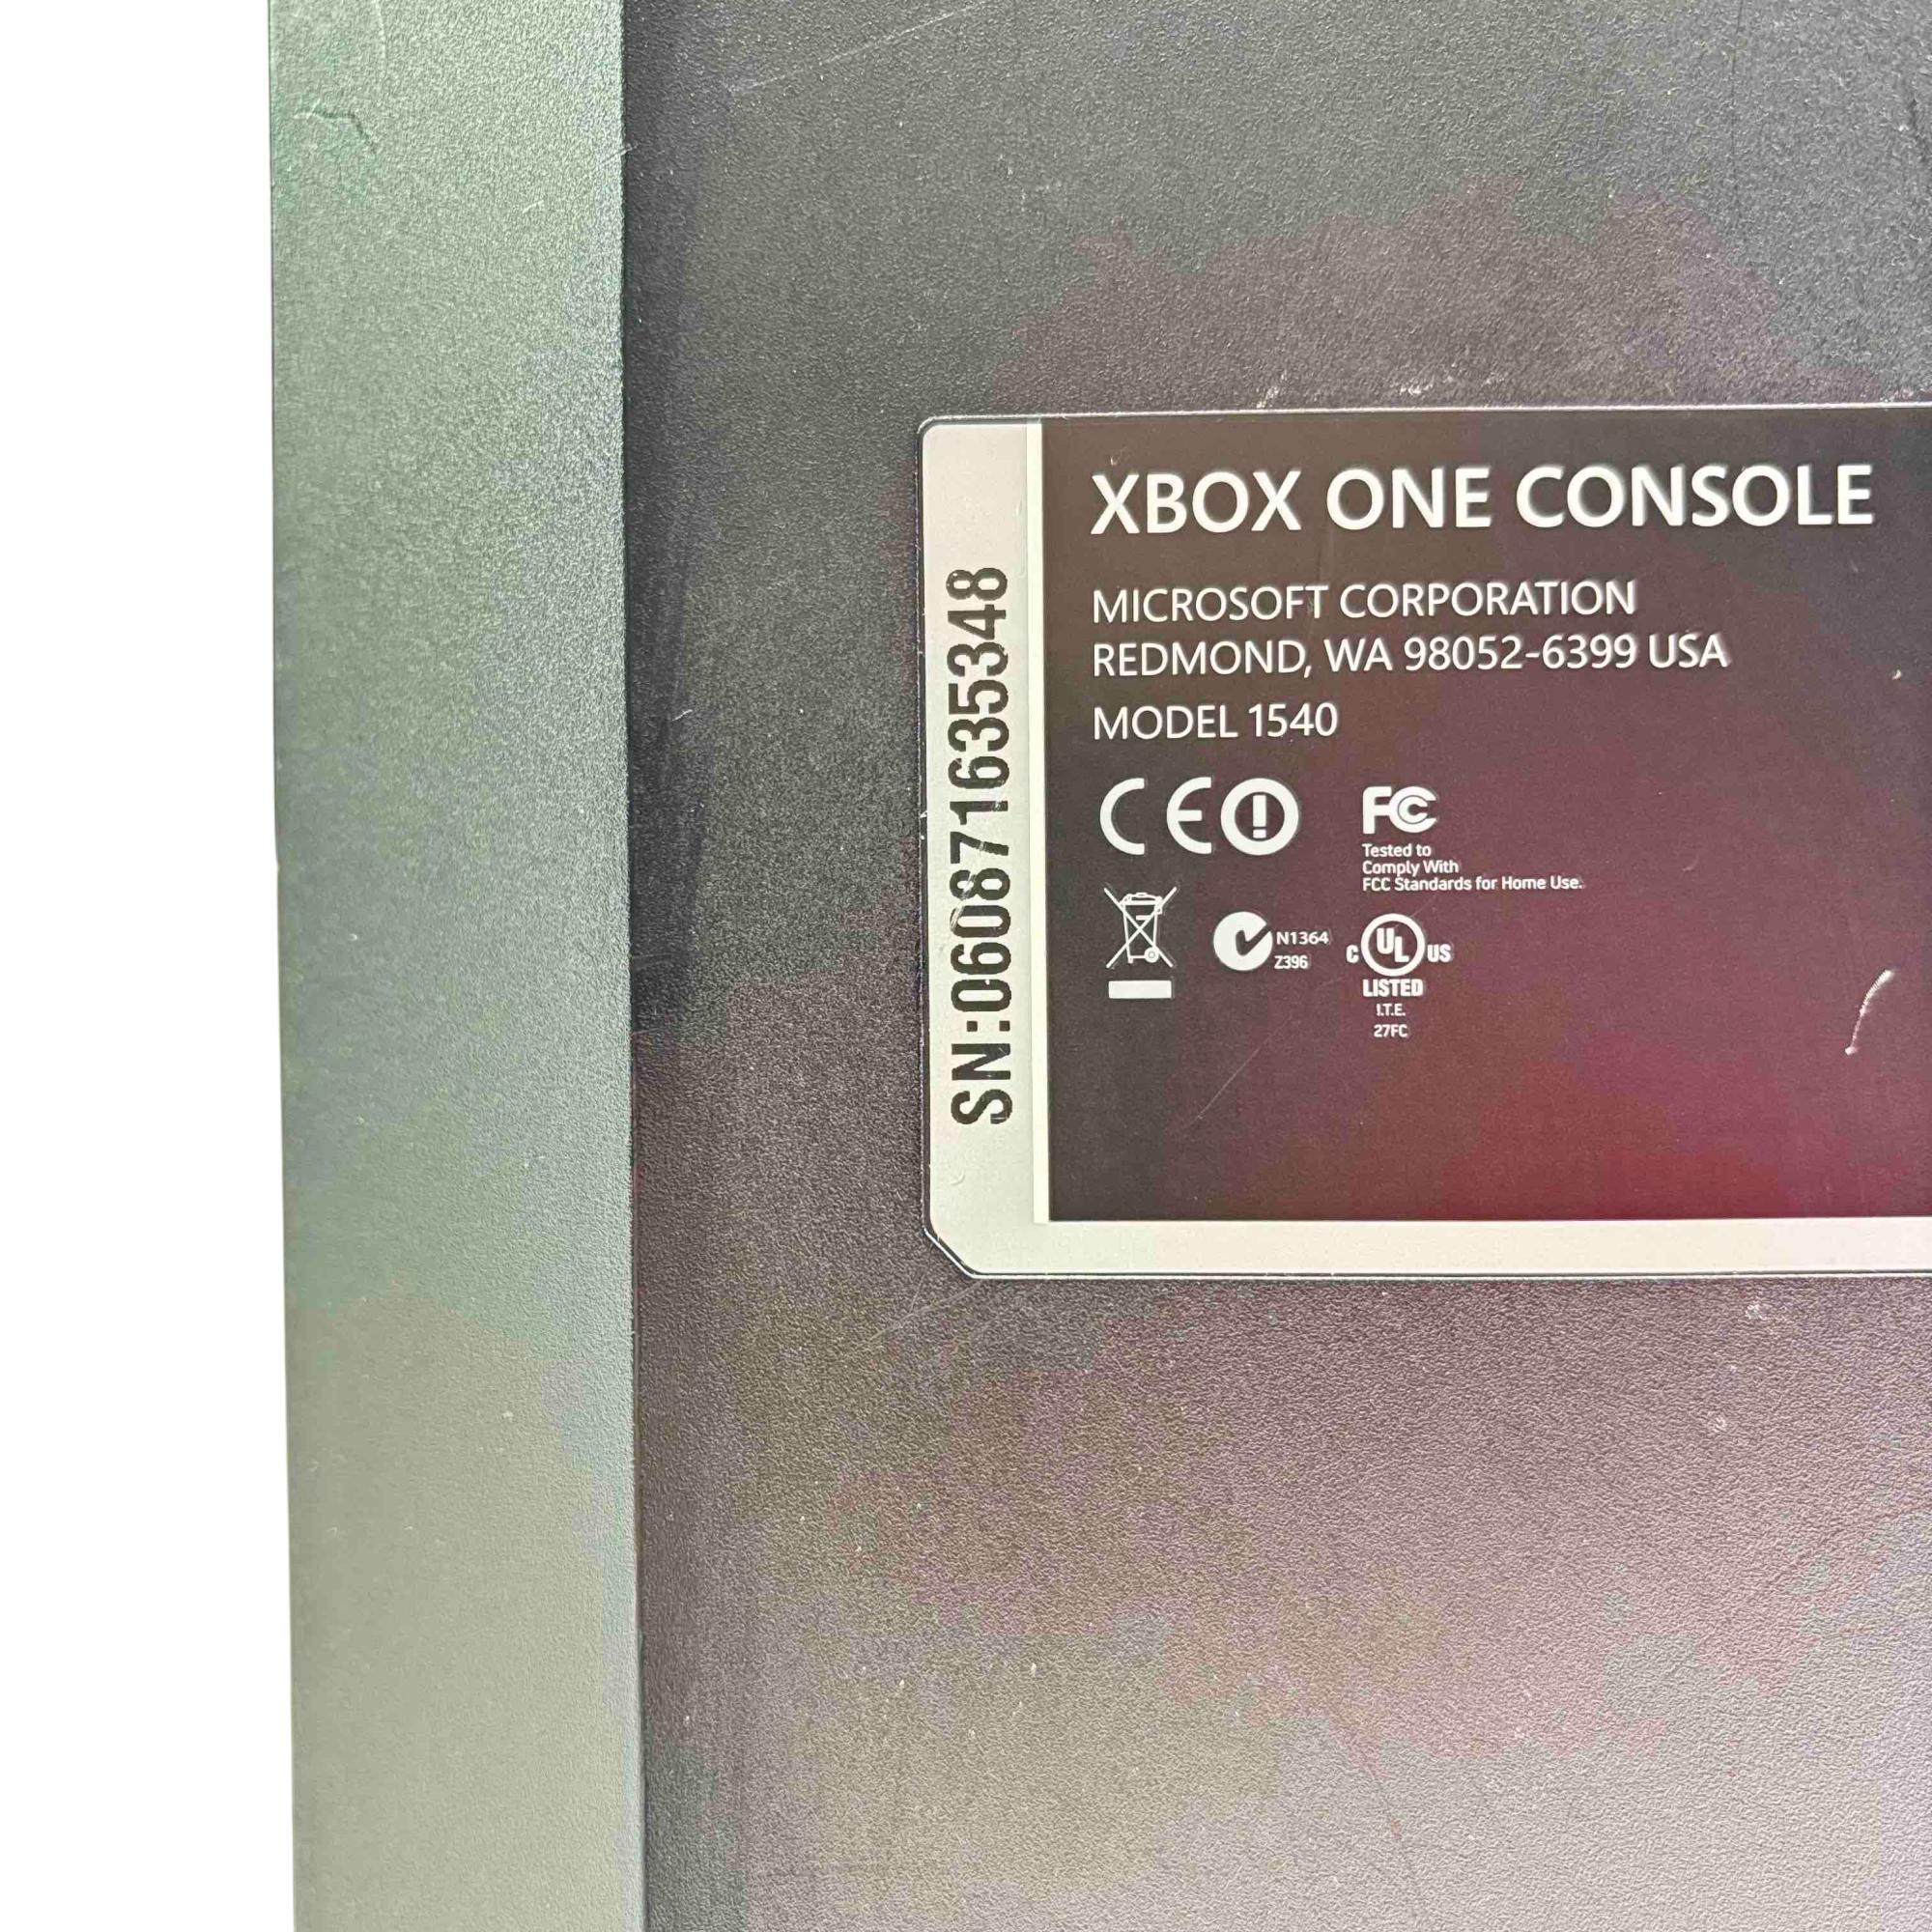 XBOX ONE CONSOLE
MICROSOFT CORPORATION
REDMOND, WA 98052-6399 USA
MODEL 1540
CE
FC
Tested to
Comply With
FCC Standards for Home Use.
N1364
Z396
C UL US
LISTED
I.T.E.
27FC
SN:060871635348